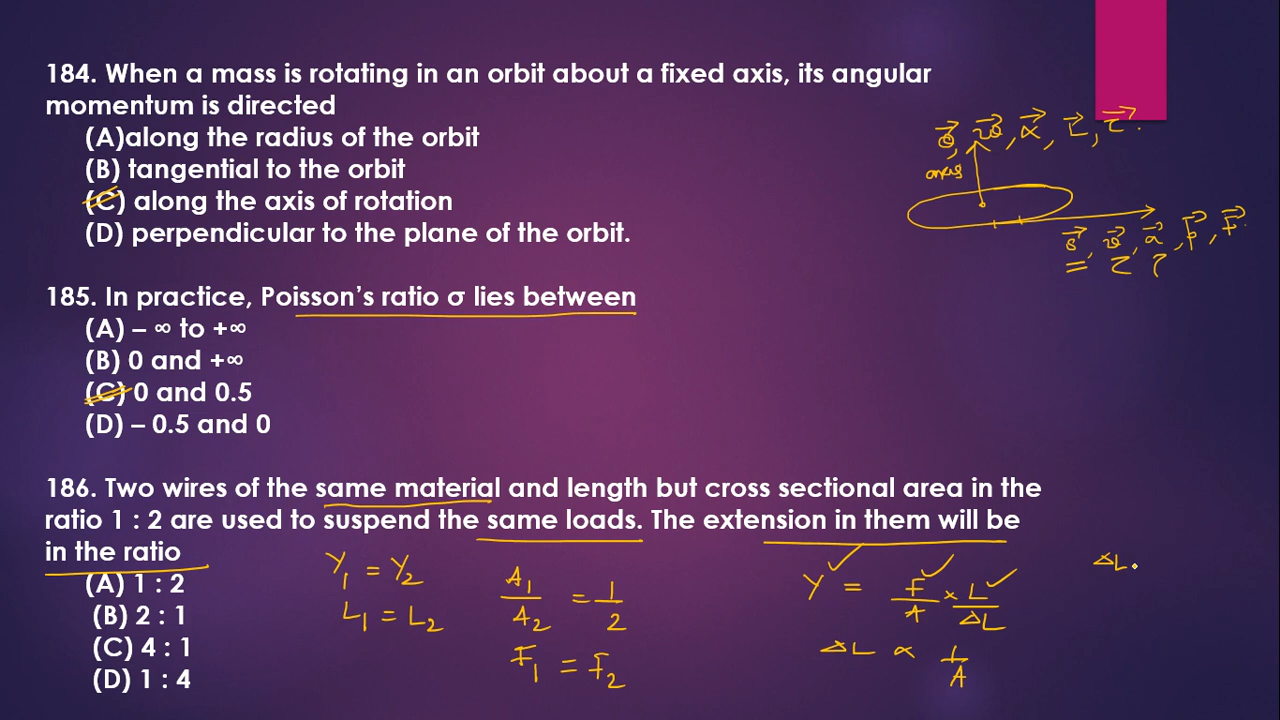 184. When a mass is rotating in an orbit about a fixed axis, its angular
momentum is directed
(A)along the radius of the orbit
(B) tangential to the orbit
(C) along the axis of rotation
(D) perpendicular to the plane of the orbit.
axis
185. In practice, Poisson’s ratio σ lies between
(A) – ∞ to +∞
(B) 0 and +∞
(C) 0 and 0.5
(D) – 0.5 and 0
186. Two wires of the same material and length but cross sectional area in the
ratio 1 : 2 are used to suspend the same loads. The extension in them will be
in the ratio
(A) 1 : 2
(B) 2 : 1
(C) 4 : 1
(D) 1 : 4
Y₁ = Y₂
L₁ = L₂
A₁/A₂ = 1/2
F₁ = F₂
Y = F/A × L/ΔL
ΔL ∝ 1/A
ΔL